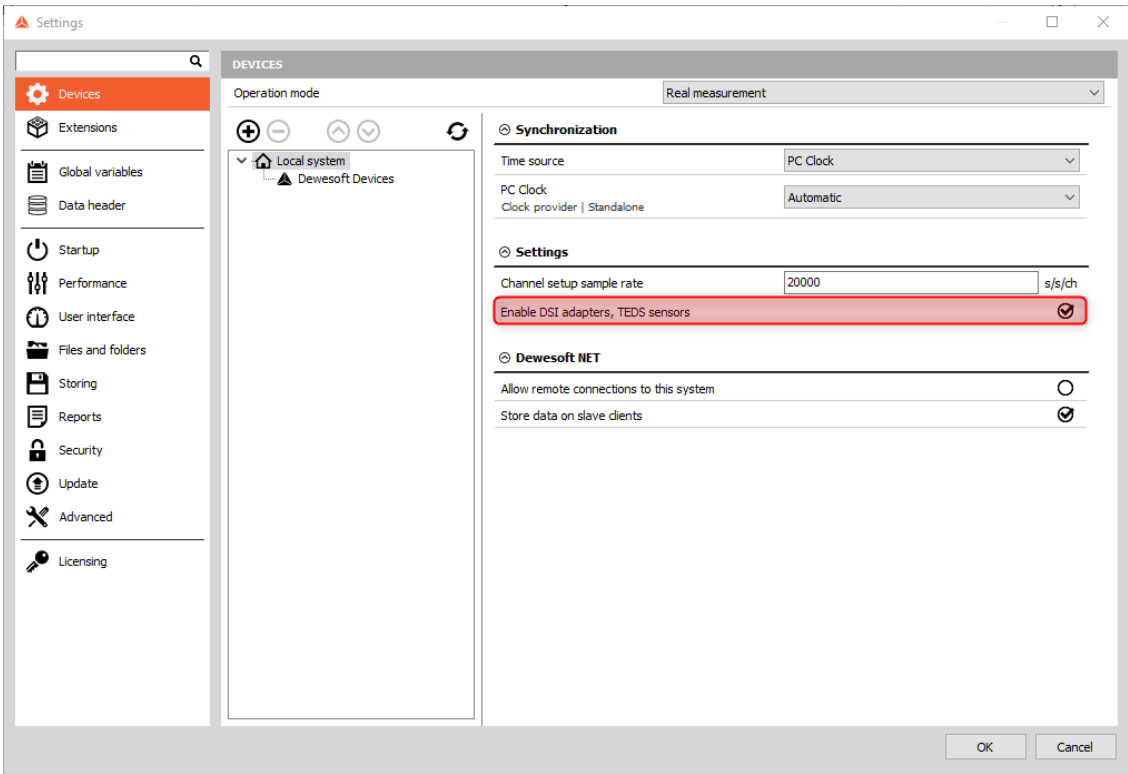 Settings
DEVICES
Devices
Extensions
Global variables
Data header
Startup
Performance
User interface
Files and folders
Storing
Reports
Security
Update
Advanced
Licensing
Operation mode
Real measurement
Local system
Dewesoft Devices
Synchronization
Time source
PC Clock
PC Clock
Clock provider | Standalone
Automatic
Settings
Channel setup sample rate
20000
s/s/ch
Enable DSI adapters, TEDS sensors
Dewesoft NET
Allow remote connections to this system
Store data on slave clients
OK
Cancel